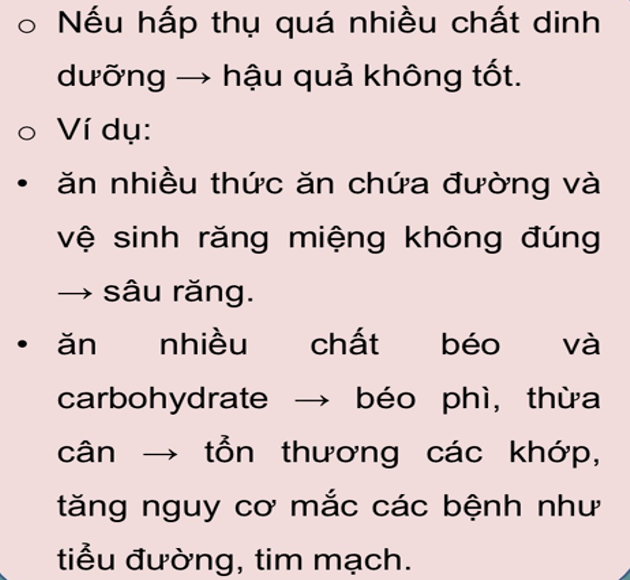 ○ Nếu hấp thụ quá nhiều chất dinh
dưỡng → hậu quả không tốt.
○ Ví dụ:
• ăn nhiều thức ăn chứa đường và
vệ sinh răng miệng không đúng
→ sâu răng.
• ăn nhiều chất béo và
carbohydrate → béo phì, thừa
cân → tổn thương các khớp,
tăng nguy cơ mắc các bệnh như
tiểu đường, tim mạch.